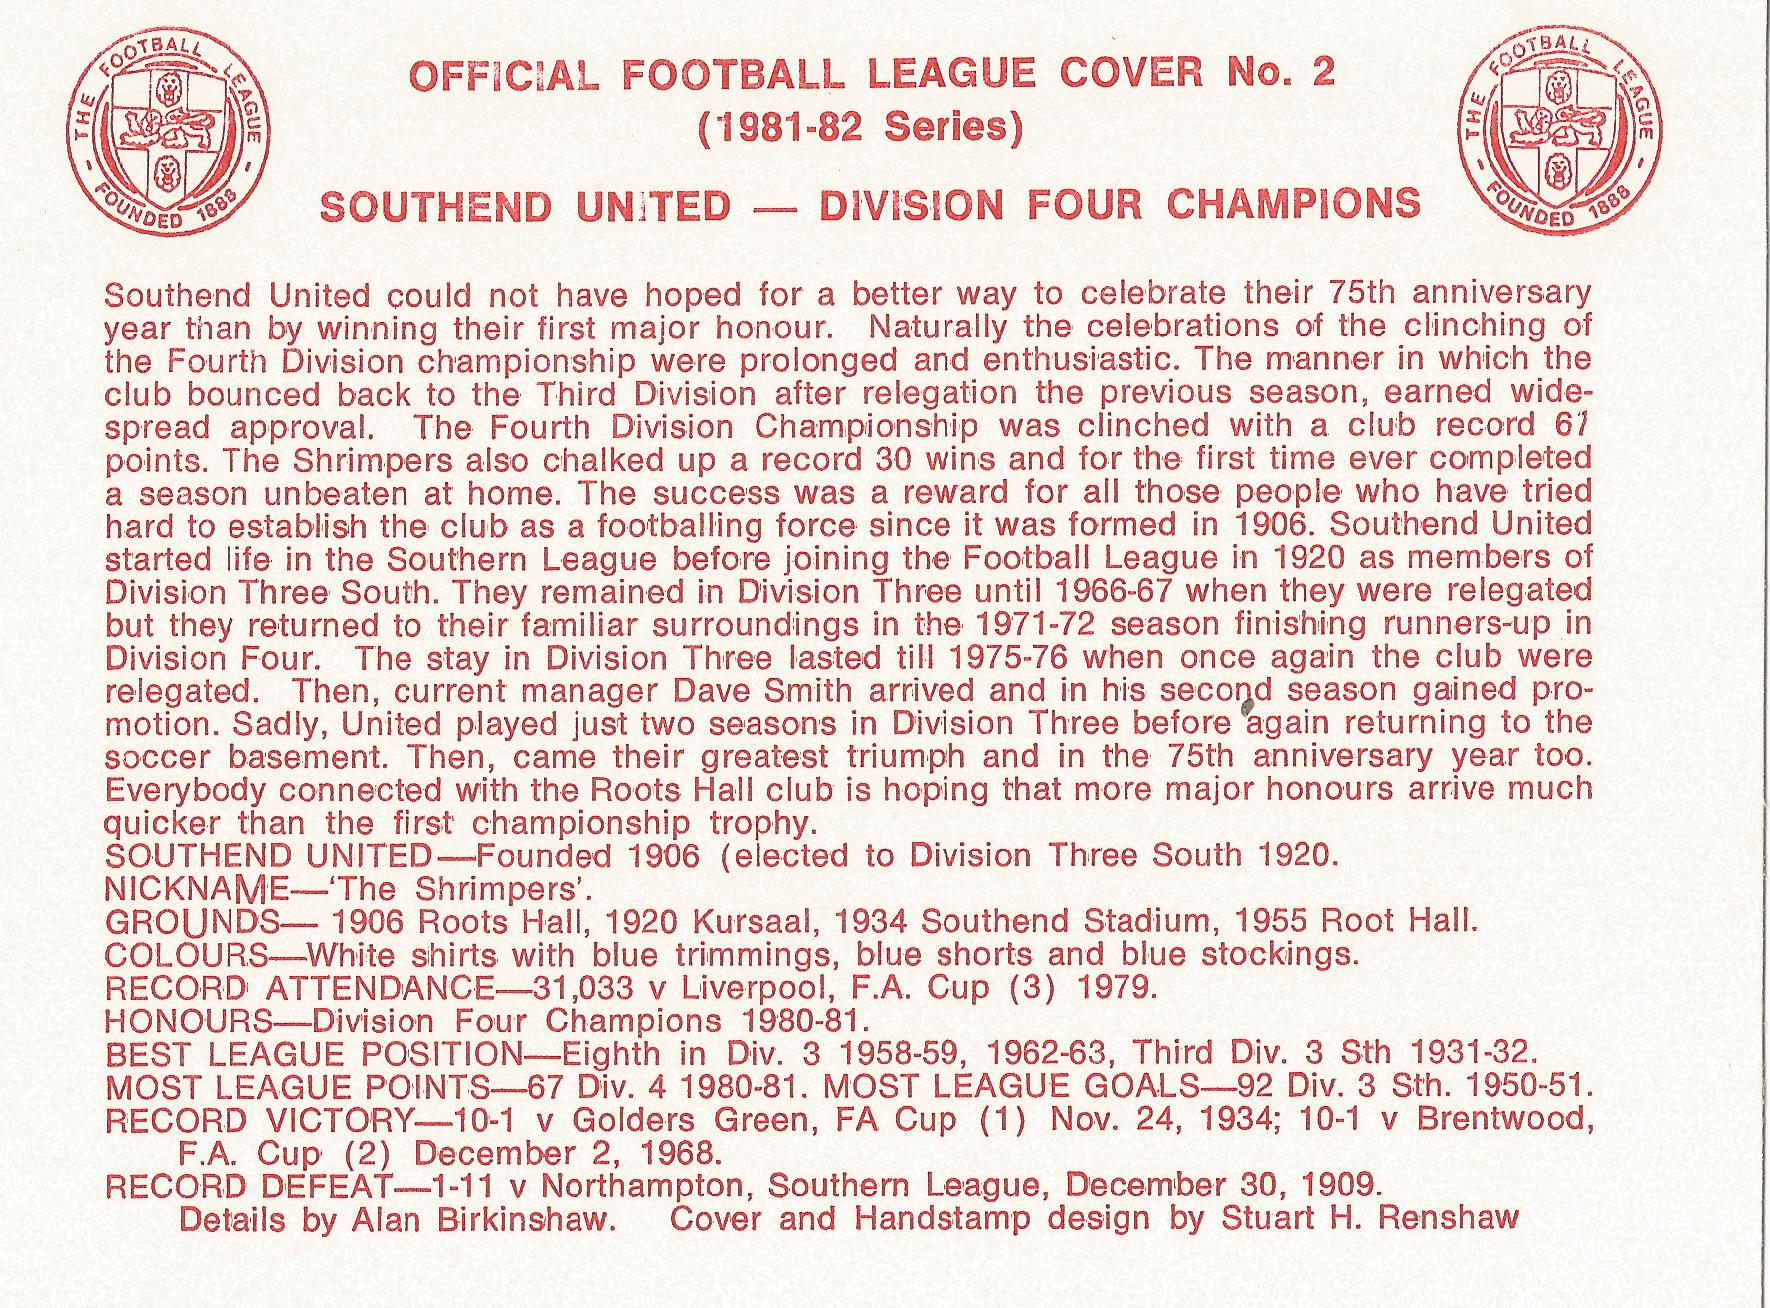 THE FOOTBALL LEAGUE - FOUNDED 1888 -
OFFICIAL FOOTBALL LEAGUE COVER No. 2
(1981-82 Series)
SOUTHEND UNITED — DIVISION FOUR CHAMPIONS
THE FOOTBALL LEAGUE - FOUNDED 1888 -
Southend United could not have hoped for a better way to celebrate their 75th anniversary
year than by winning their first major honour. Naturally the celebrations of the clinching of
the Fourth Division championship were prolonged and enthusiastic. The manner in which the
club bounced back to the Third Division after relegation the previous season, earned wide-
spread approval. The Fourth Division Championship was clinched with a club record 67
points. The Shrimpers also chalked up a record 30 wins and for the first time ever completed
a season unbeaten at home. The success was a reward for all those people who have tried
hard to establish the club as a footballing force since it was formed in 1906. Southend United
started life in the Southern League before joining the Football League in 1920 as members of
Division Three South. They remained in Division Three until 1966-67 when they were relegated
but they returned to their familiar surroundings in the 1971-72 season finishing runners-up in
Division Four. The stay in Division Three lasted till 1975-76 when once again the club were
relegated. Then, current manager Dave Smith arrived and in his second season gained pro-
motion. Sadly, United played just two seasons in Division Three before again returning to the
soccer basement. Then, came their greatest triumph and in the 75th anniversary year too.
Everybody connected with the Roots Hall club is hoping that more major honours arrive much
quicker than the first championship trophy.
SOUTHEND UNITED—Founded 1906 (elected to Division Three South 1920.
NICKNAME—‘The Shrimpers’.
GROUNDS— 1906 Roots Hall, 1920 Kursaal, 1934 Southend Stadium, 1955 Root Hall.
COLOURS—White shirts with blue trimmings, blue shorts and blue stockings.
RECORD ATTENDANCE—31,033 v Liverpool, F.A. Cup (3) 1979.
HONOURS—Division Four Champions 1980-81.
BEST LEAGUE POSITION—Eighth in Div. 3 1958-59, 1962-63, Third Div. 3 Sth 1931-32.
MOST LEAGUE POINTS—67 Div. 4 1980-81. MOST LEAGUE GOALS—92 Div. 3 Sth. 1950-51.
RECORD VICTORY—10-1 v Golders Green, FA Cup (1) Nov. 24, 1934; 10-1 v Brentwood,
F.A. Cup (2) December 2, 1968.
RECORD DEFEAT—1-11 v Northampton, Southern League, December 30, 1909.
Details by Alan Birkinshaw. Cover and Handstamp design by Stuart H. Renshaw